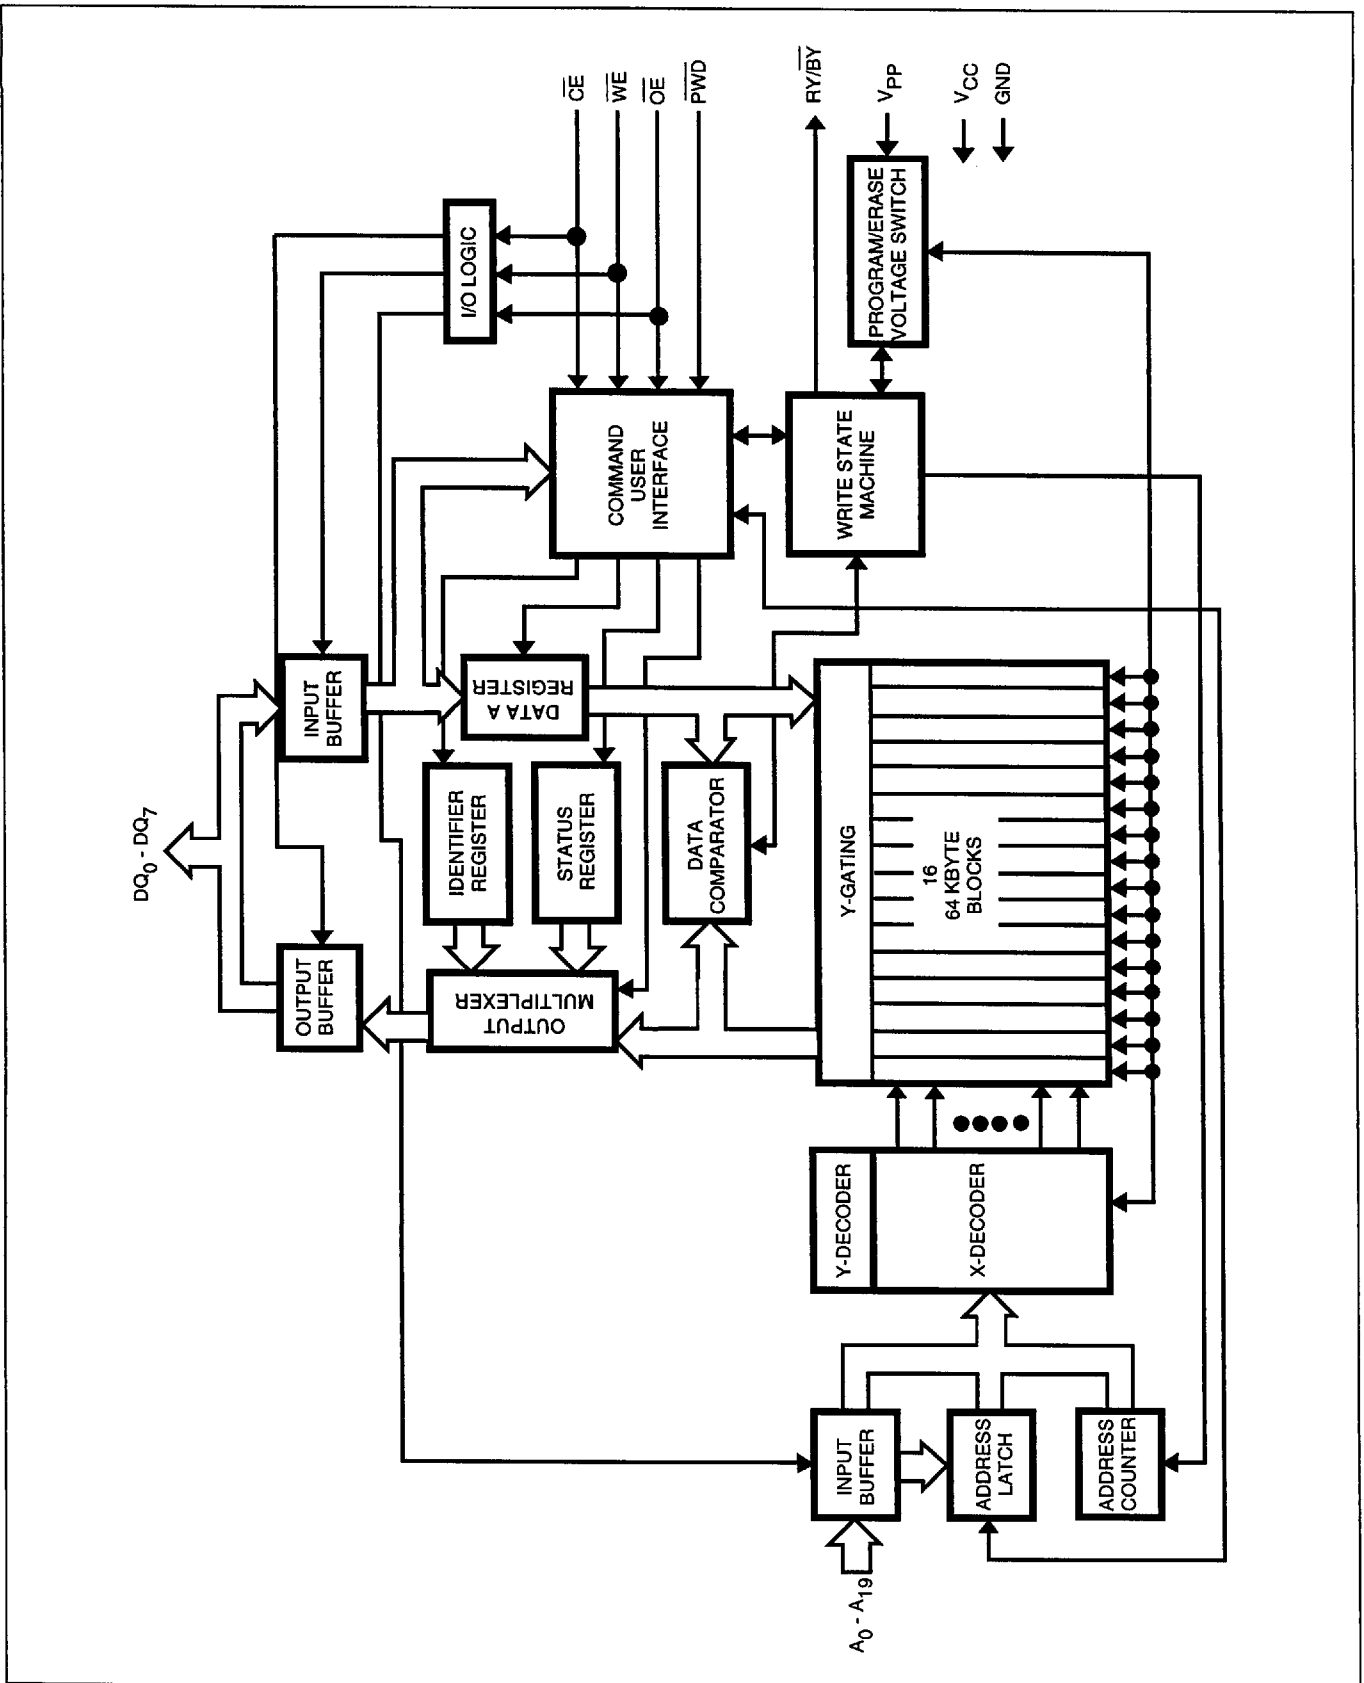 DQ0 - DQ7
OUTPUT
BUFFER
INPUT
BUFFER
I/O LOGIC
CE
WE
OE
PWD
IDENTIFIER
REGISTER
STATUS
REGISTER
DATA A
REGISTER
OUTPUT
MULTIPLEXER
DATA
COMPARATOR
COMMAND
USER
INTERFACE
WRITE STATE
MACHINE
RY/BY
PROGRAM/ERASE
VOLTAGE SWITCH
VPP
VCC
GND
Y-GATING
16
64 KBYTE
BLOCKS
Y-DECODER
X-DECODER
INPUT
BUFFER
ADDRESS
LATCH
ADDRESS
COUNTER
A0 - A19